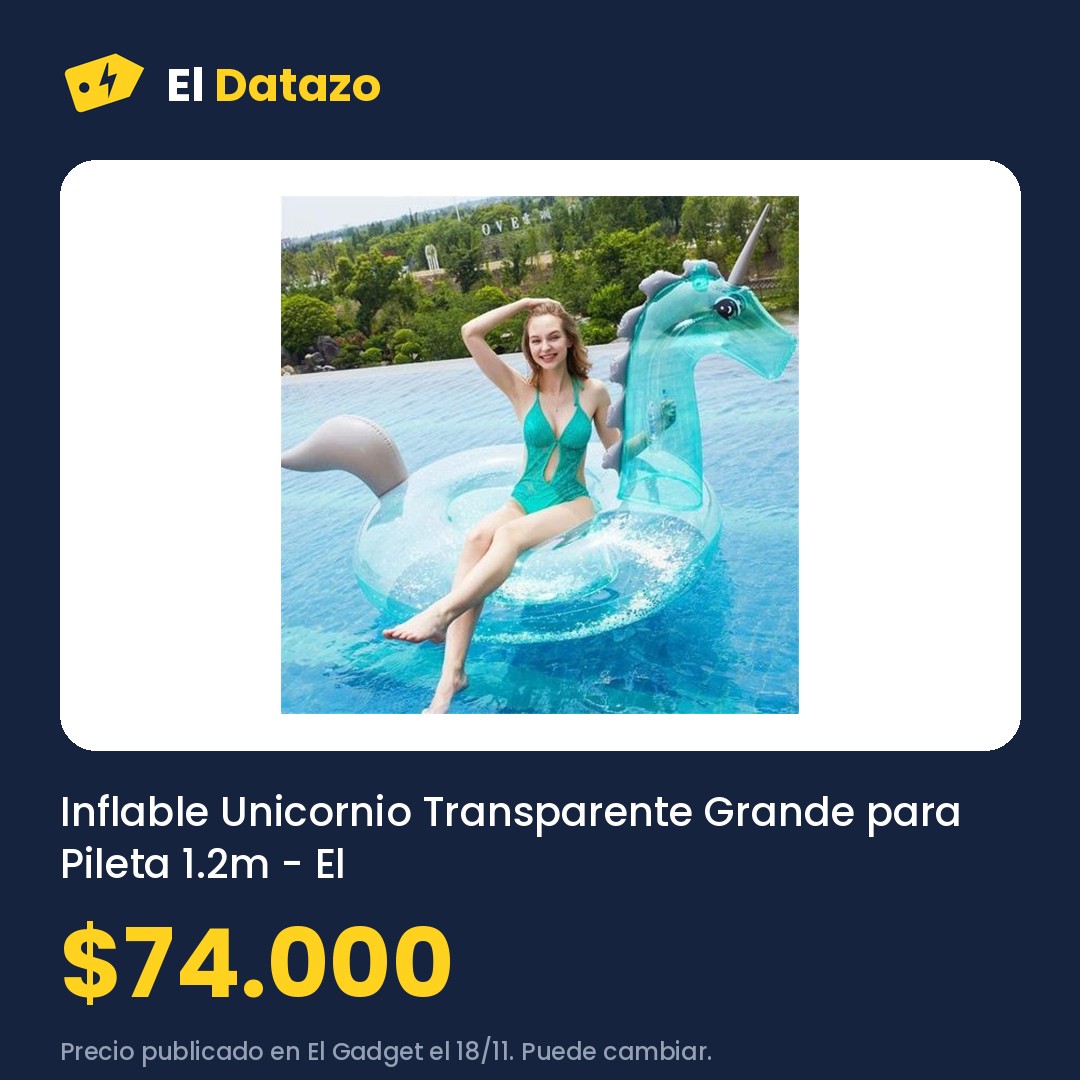 El Datazo
OVE
Inflable Unicornio Transparente Grande para
Pileta 1.2m - El
$74.000
Precio publicado en El Gadget el 18/11. Puede cambiar.